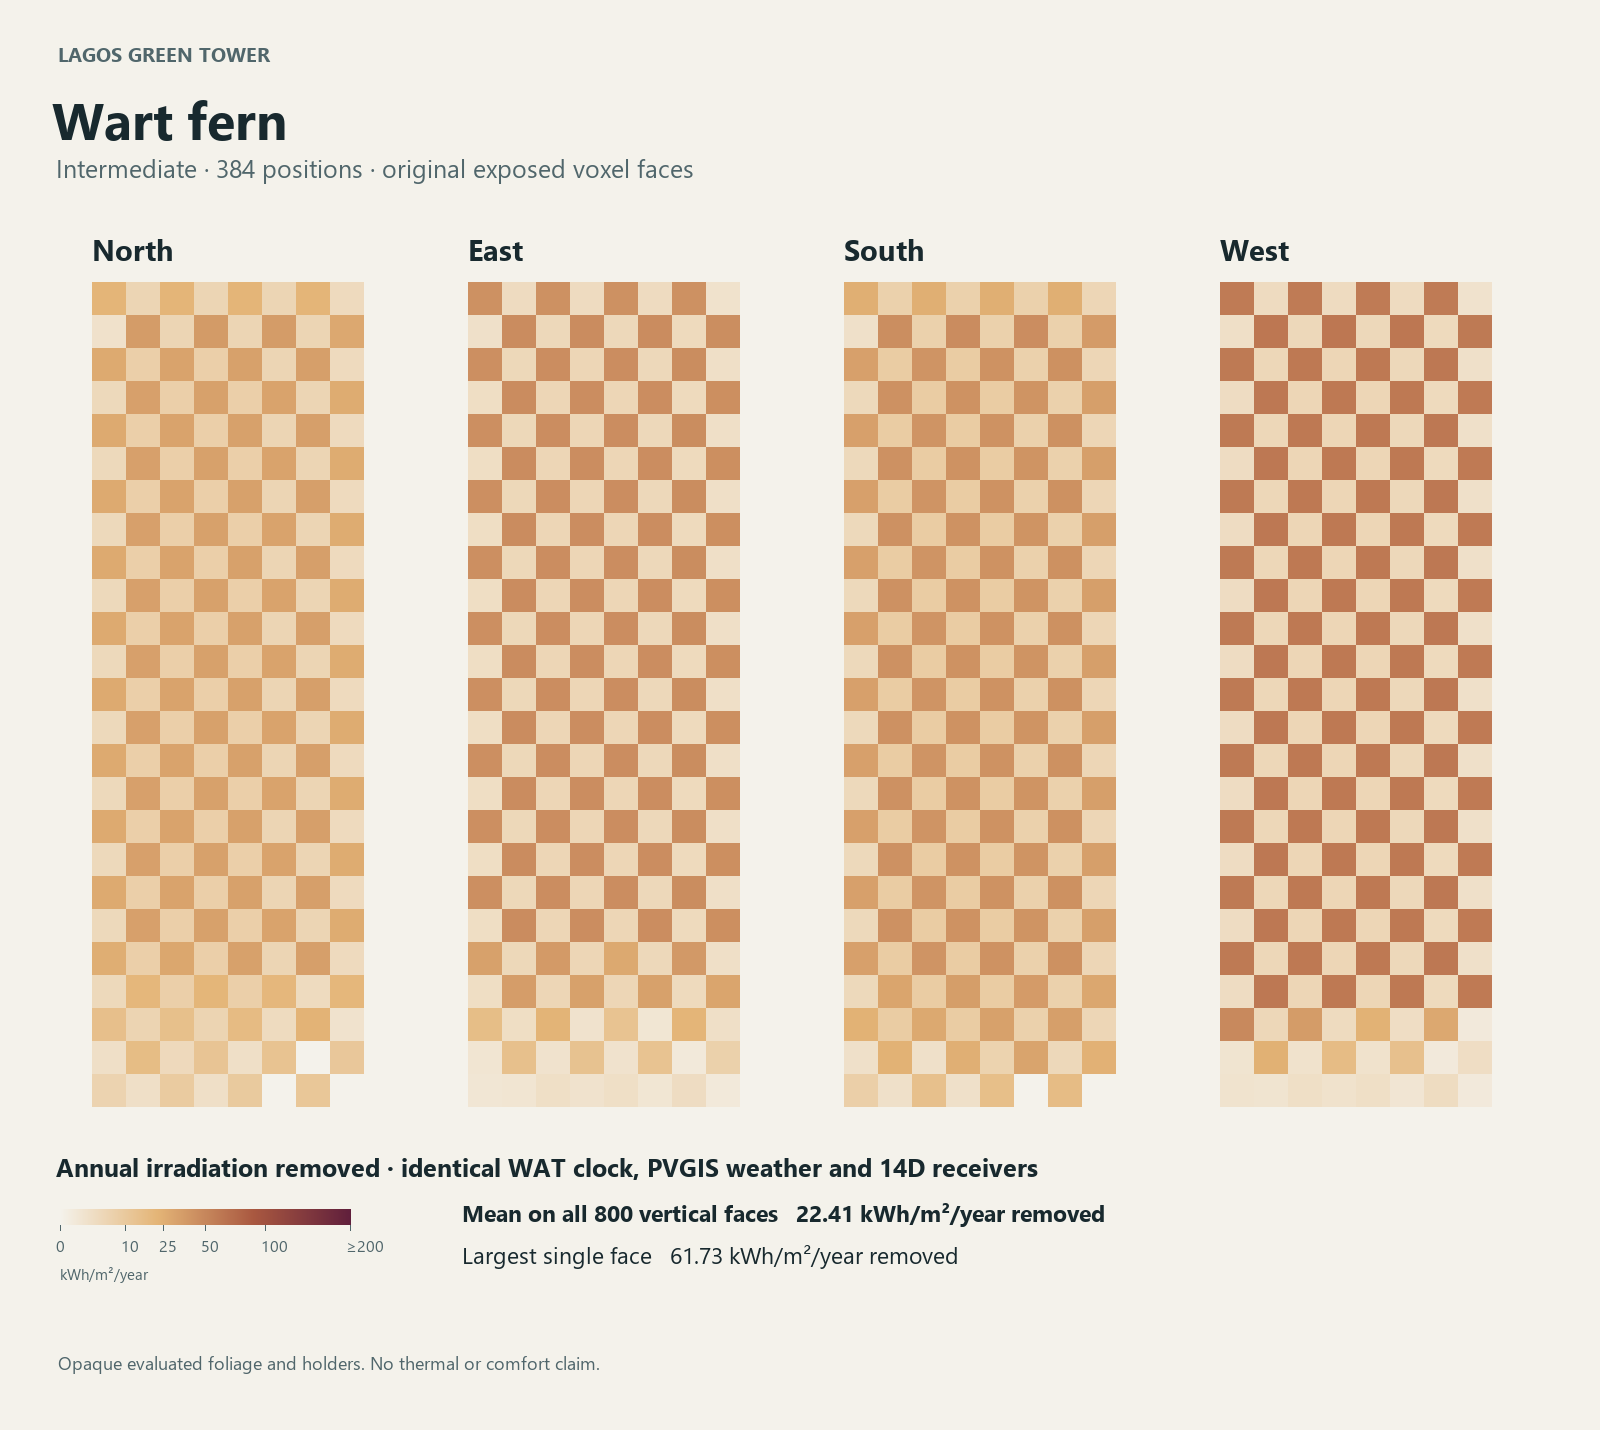 LAGOS GREEN TOWER
Wart fern
Intermediate · 384 positions · original exposed voxel faces
North East South West
Annual irradiation removed · identical WAT clock, PVGIS weather and 14D receivers
Mean on all 800 vertical faces 22.41 kWh/m²/year removed
0 10 25 50 100 ≥200
Largest single face 61.73 kWh/m²/year removed
kWh/m²/year
Opaque evaluated foliage and holders. No thermal or comfort claim.